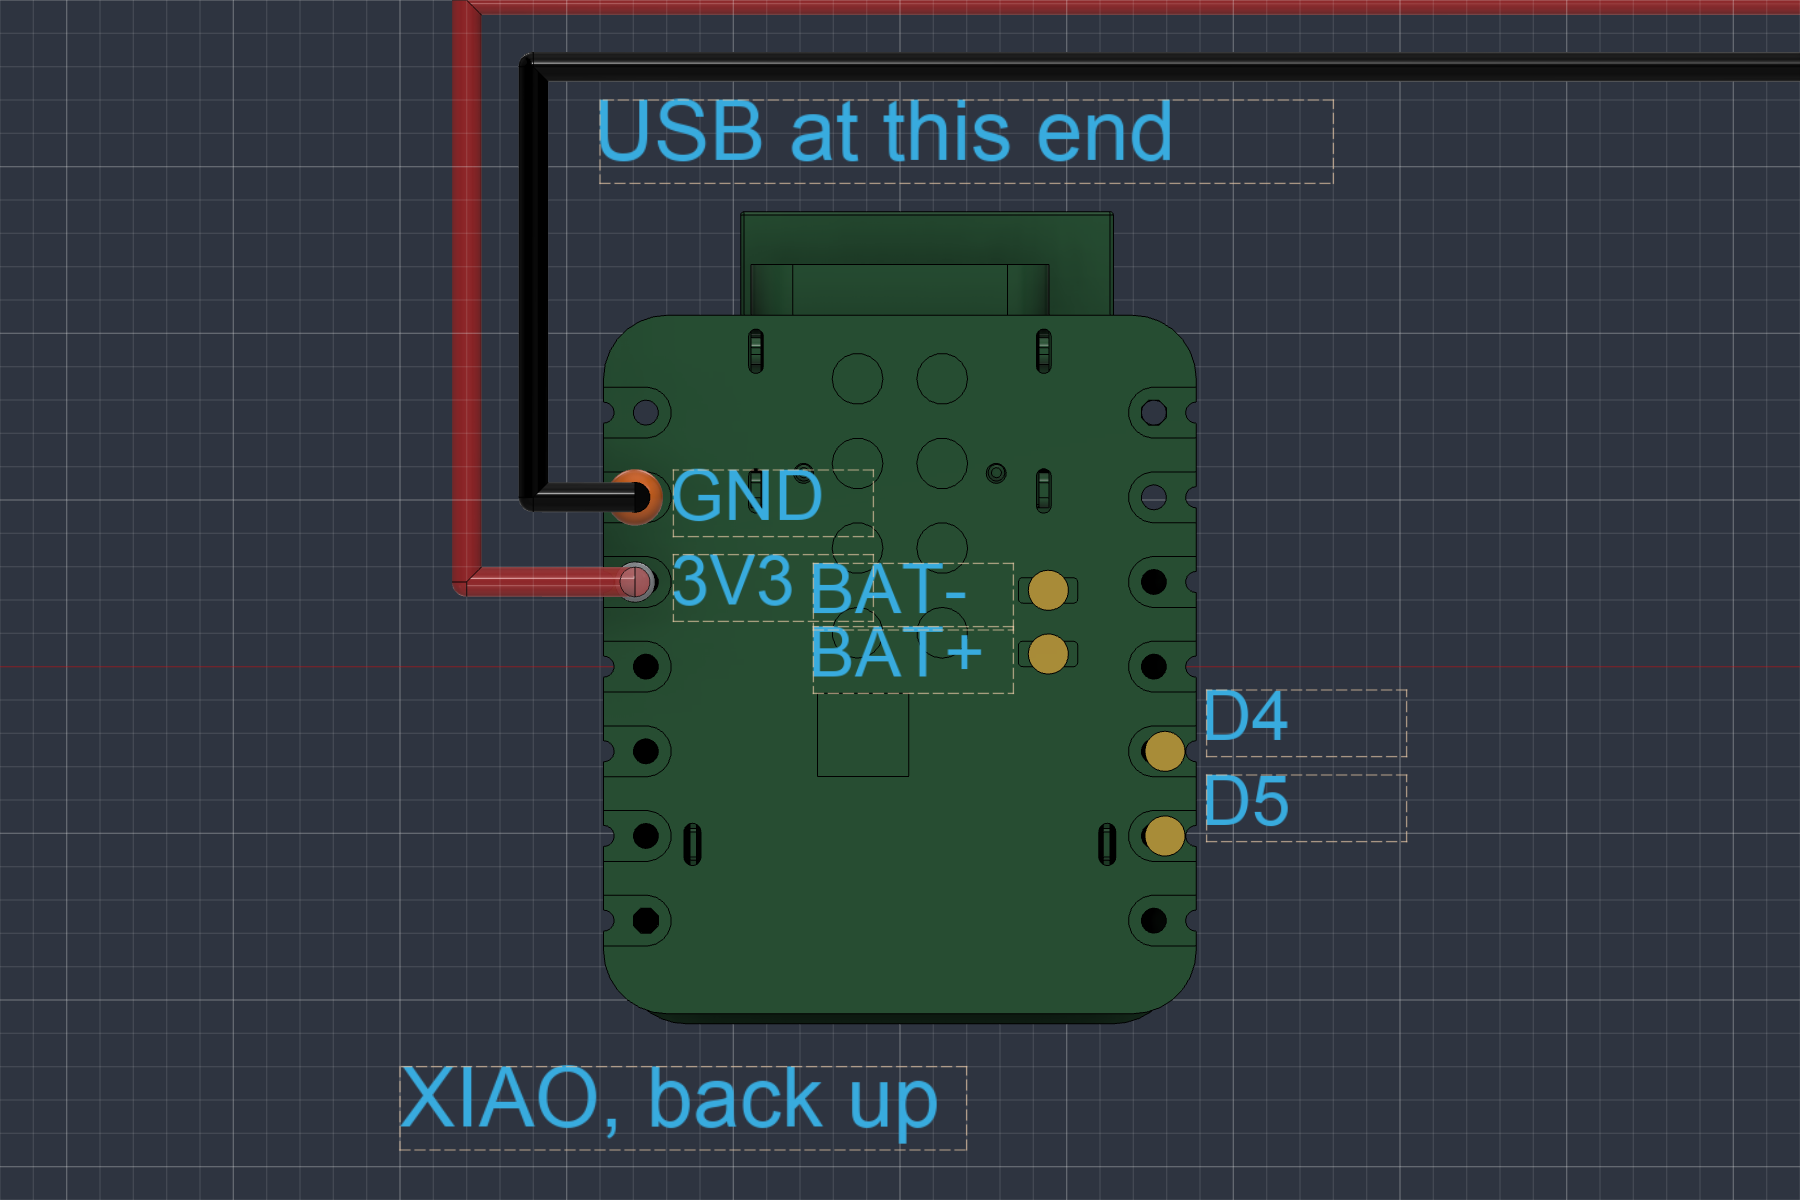 USB at this end
GND
3V3
BAT-
BAT+
D4
D5
XIAO, back up